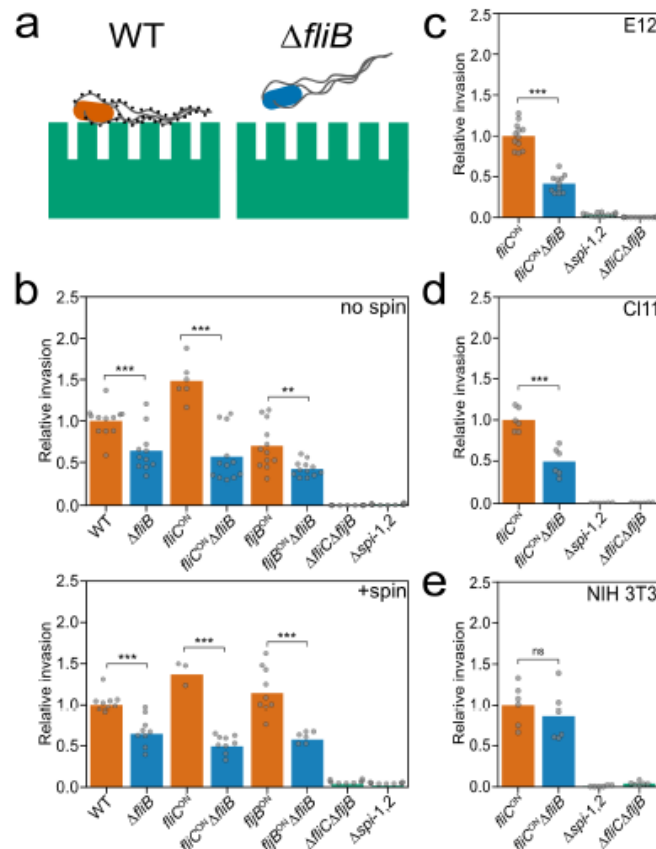 a
WT
ΔfliB
b
no spin
Relative invasion
2.5
2.0
1.5
1.0
0.5
0.0
***
***
**
WT
ΔfliB
fliC^ON
fliC^ON ΔfliB
fljB^ON
fljB^ON ΔfliB
ΔfliCΔfljB
Δspi-1,2
+spin
Relative invasion
2.5
2.0
1.5
1.0
0.5
0.0
***
***
***
WT
ΔfliB
fliC^ON
fliC^ON ΔfliB
fljB^ON
fljB^ON ΔfliB
ΔfliCΔfljB
Δspi-1,2
c
E12
Relative invasion
2.5
2.0
1.5
1.0
0.5
0.0
***
fliC^ON
fliC^ON ΔfliB
Δspi-1,2
ΔfliCΔfljB
d
CI11
Relative invasion
2.5
2.0
1.5
1.0
0.5
0.0
***
fliC^ON
fliC^ON ΔfliB
Δspi-1,2
ΔfliCΔfljB
e
NIH 3T3
Relarive invasion
2.5
2.0
1.5
1.0
0.5
0.0
ns
fliC^ON
fliC^ON ΔfliB
Δspi-1,2
ΔfliCΔfljB